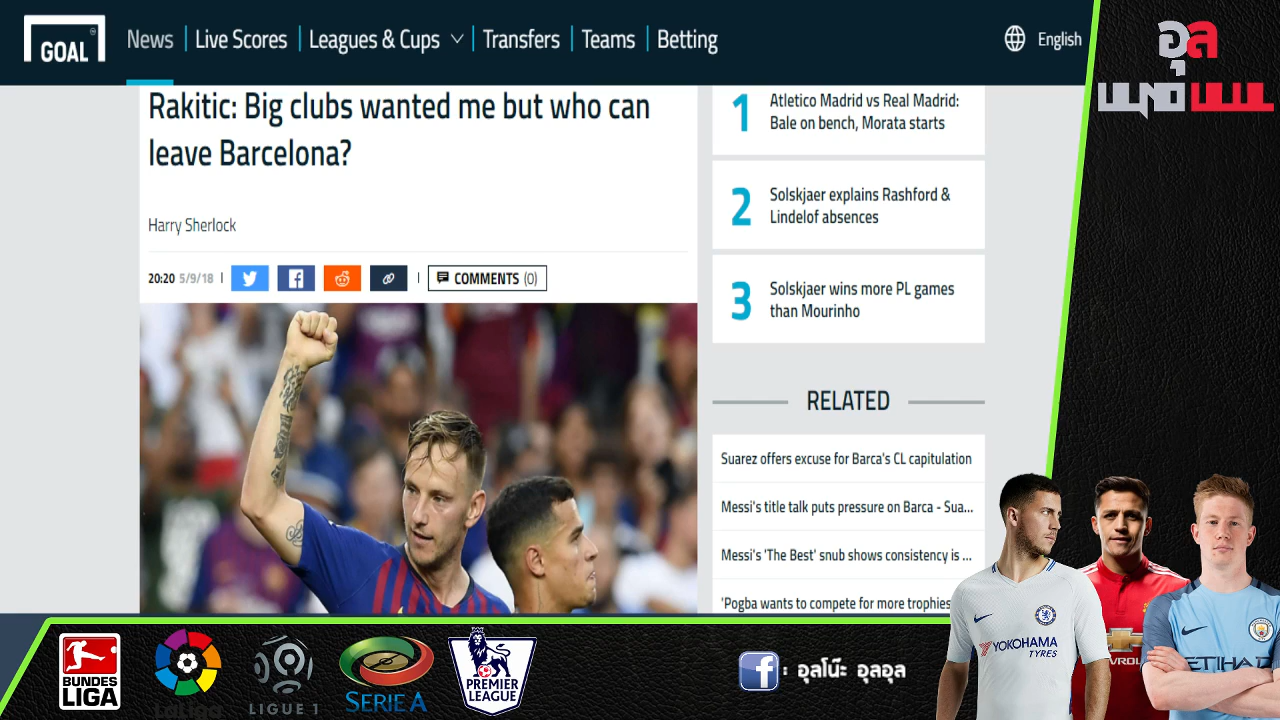 GOAL
News
Live Scores
Leagues & Cups
Transfers
Teams
Betting
English
อุล
Rakitic: Big clubs wanted me but who can
leave Barcelona?
Harry Sherlock
20:20 5/9/18
COMMENTS (0)
1
Atletico Madrid vs Real Madrid:
Bale on bench, Morata starts
2
Solskjaer explains Rashford &
Lindelof absences
3
Solskjaer wins more PL games
than Mourinho
RELATED
Suarez offers excuse for Barca's CL capitulation
Messi's title talk puts pressure on Barca - Sua...
Messi's 'The Best' snub shows consistency is ...
'Pogba wants to compete for more trophies
YOKOHAMA
TYRES
ETIHAD
BUNDES
LIGA
LaLiga
LIGUE 1
SERIE A
PREMIER
LEAGUE
: อุลโน๊ะ อุลอุล